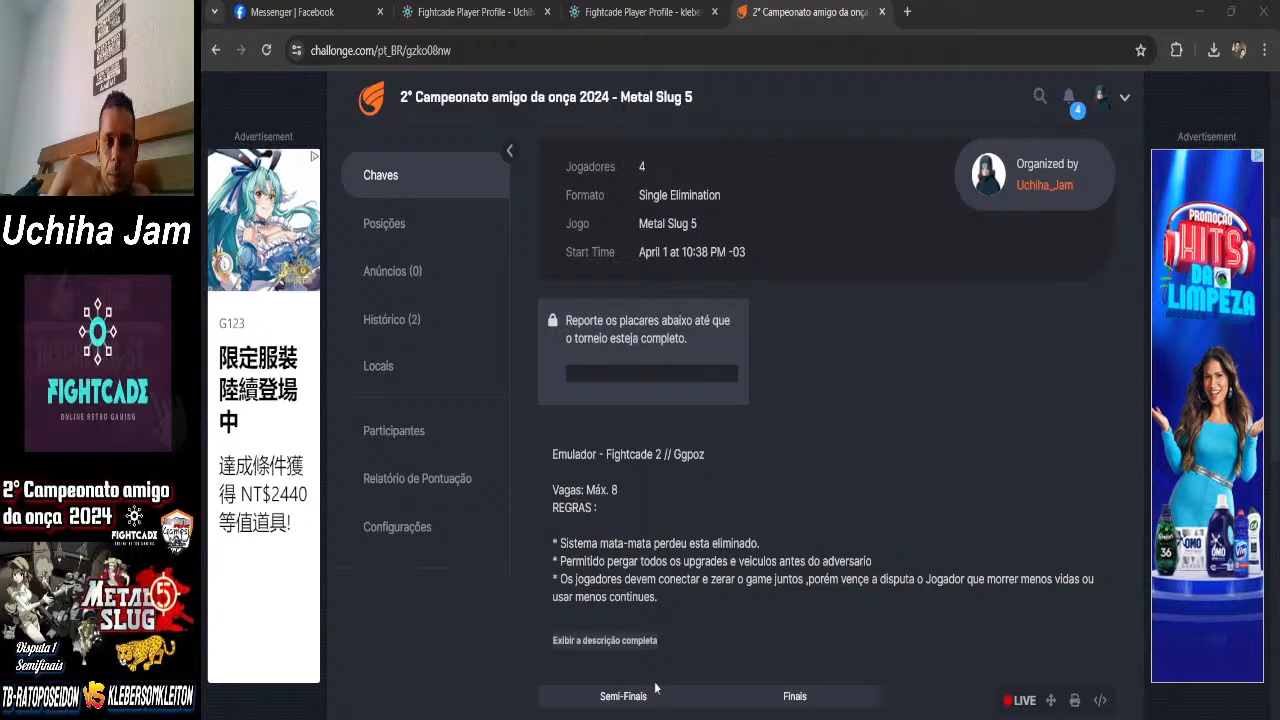 Messenger | Facebook
Fightcade Player Profile - Uchih
Fightcade Player Profile - klebe
2° Campeonato amigo da onça
challonge.com/pt_BR/gzko08nw
2° Campeonato amigo da onça 2024 - Metal Slug 5
4
Advertisement
G123
限定服裝
陸續登場
中
達成條件獲
得 NT$2440
等值道具!
Chaves
Posições
Anúncios (0)
Histórico (2)
Locais
Participantes
Relatório de Pontuação
Configurações
Jogadores 4
Formato Single Elimination
Jogo Metal Slug 5
Start Time April 1 at 10:38 PM -03
Organized by
Uchiha_Jam
Reporte os placares abaixo até que
o torneio esteja completo.
Emulador - Fightcade 2 // Ggpoz
Vagas: Máx. 8
REGRAS :
* Sistema mata-mata perdeu esta eliminado.
* Permitido pergar todos os upgrades e veiculos antes do adversario
* Os jogadores devem conectar e zerar o game juntos ,porém vençe a disputa o Jogador que morrer menos vidas ou
usar menos continues.
Exibir a descrição completa
Semi-Finals Finals
LIVE
Advertisement
PROMOÇÃO
HITS
DA
LIMPEZA
36
OMO
Uchiha Jam
FIGHTCADE
ONLINE RETRO GAMING
2° Campeonato amigo
da onça 2024
FIGHTCADE
Games
METAL
SLUG
5
Disputa 1
Semifinais
TB-RATOPOSEIDON VS KLEBERSOMKLEITON